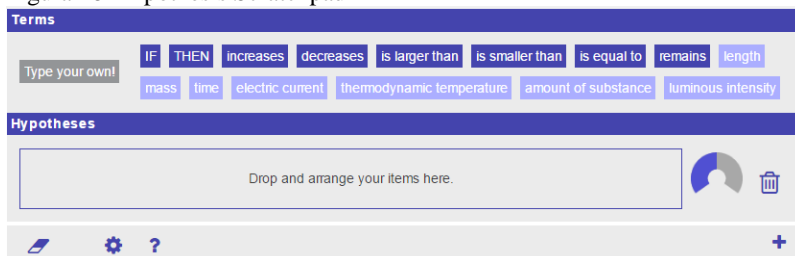 Terms
IF THEN increases decreases is larger than is smaller than is equal to remains length
Type your own!
mass time electric current thermodynamic temperature amount of substance luminous intensity
Hypotheses
Drop and arrange your items here.
?
+